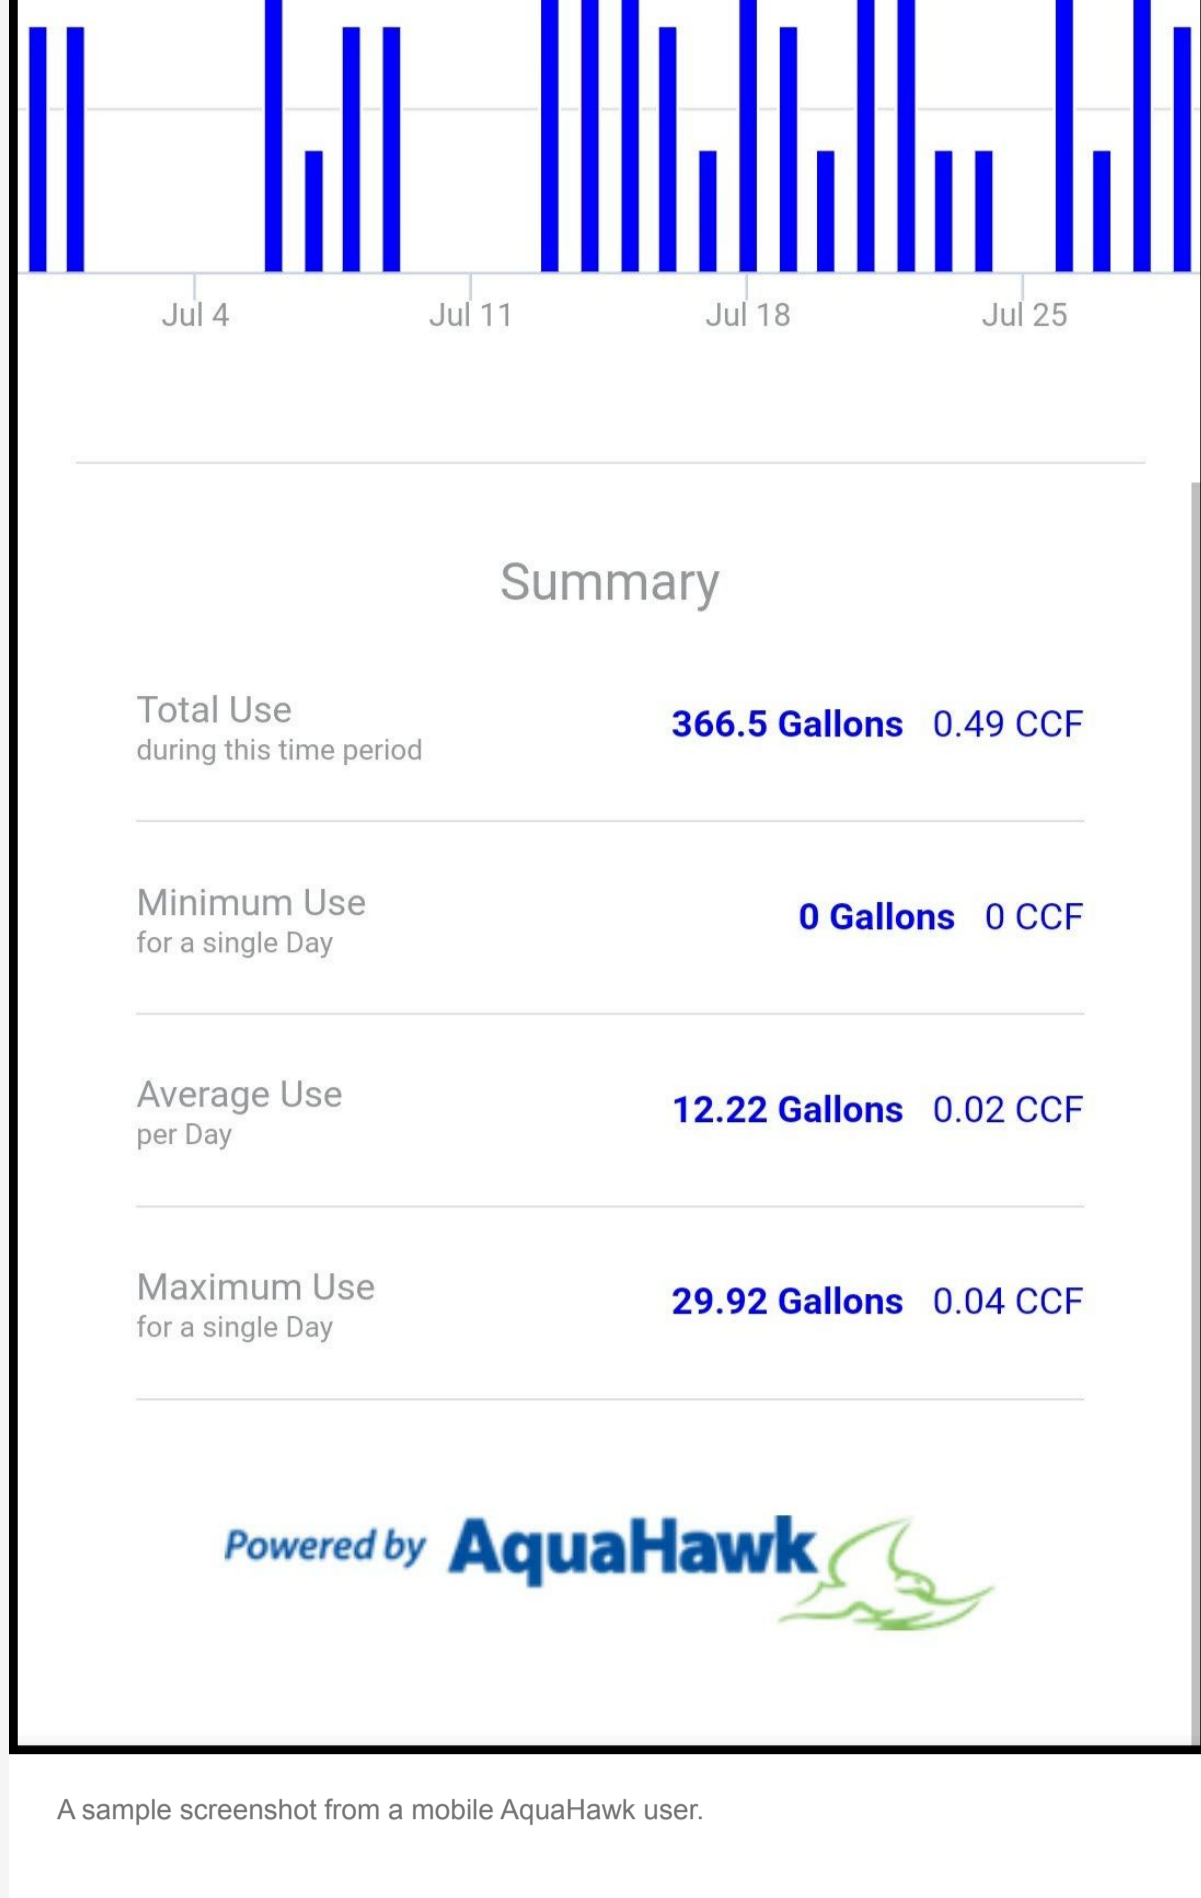 Jul 4 Jul 11 Jul 18 Jul 25
Summary
Total Use
during this time period
366.5 Gallons 0.49 CCF
Minimum Use
for a single Day
0 Gallons 0 CCF
Average Use
per Day
12.22 Gallons 0.02 CCF
Maximum Use
for a single Day
29.92 Gallons 0.04 CCF
Powered by AquaHawk
A sample screenshot from a mobile AquaHawk user.